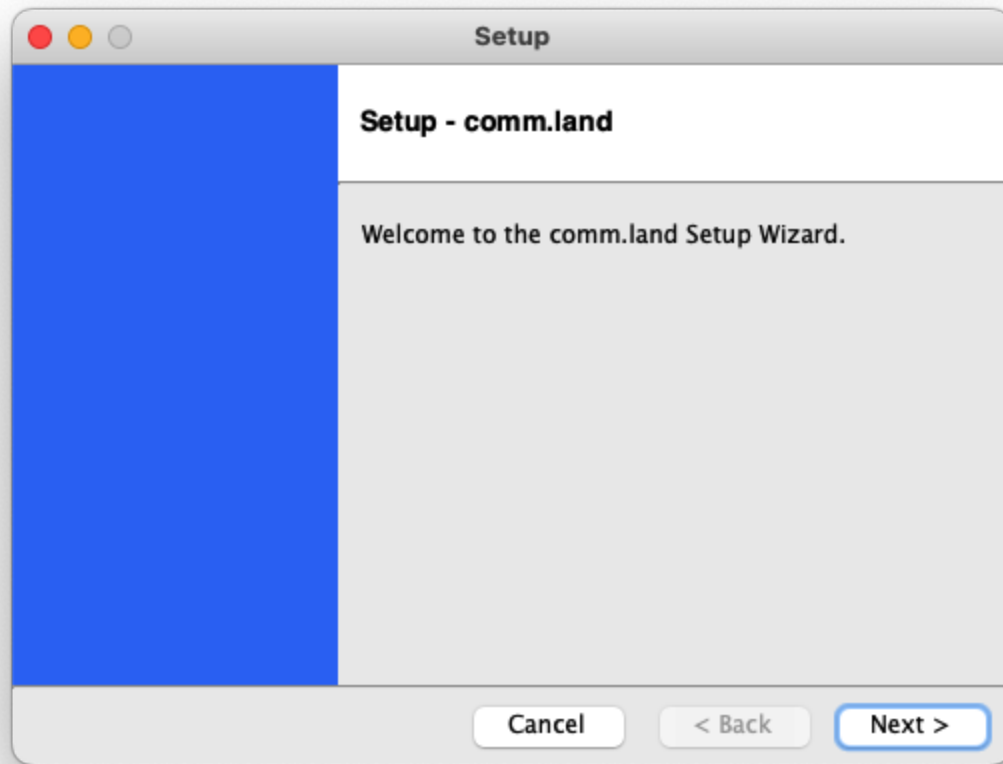 Setup
Setup - comm.land
Welcome to the comm.land Setup Wizard.
Cancel
< Back
Next >